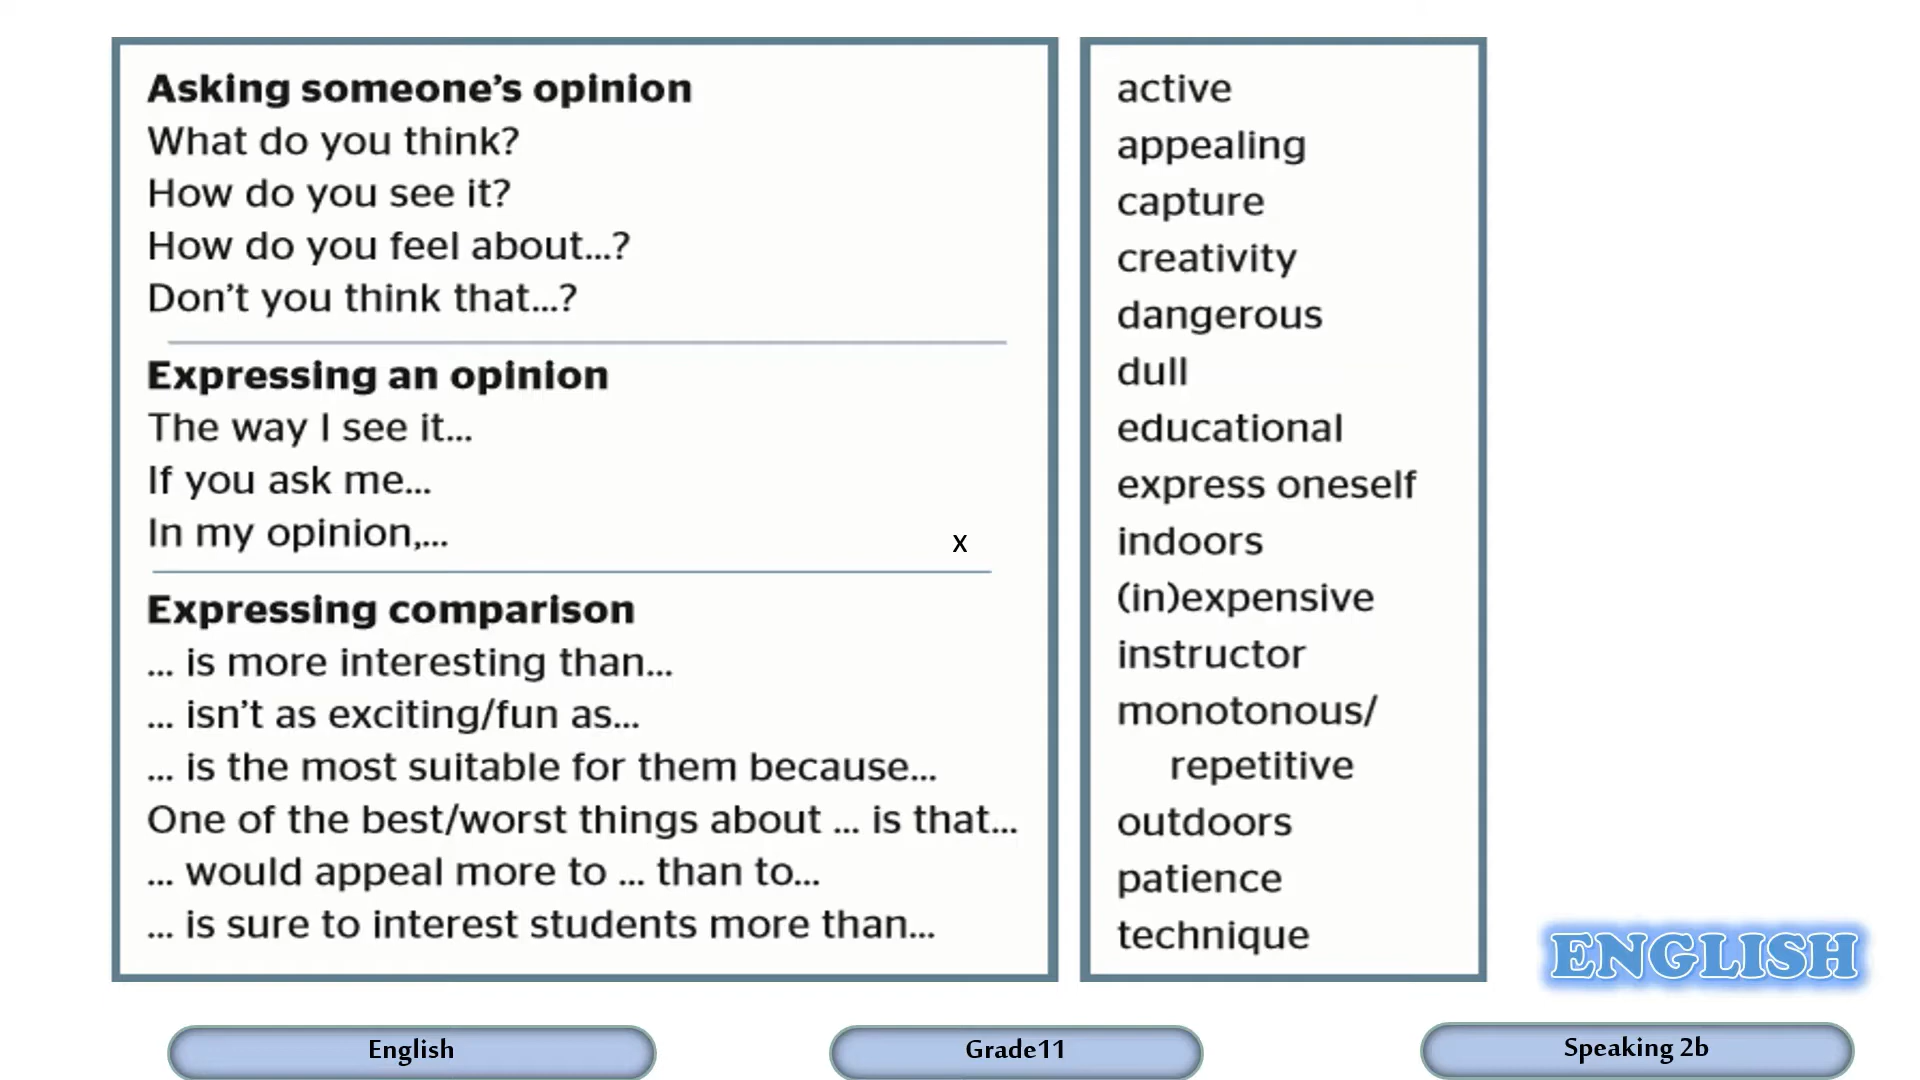 Asking someone's opinion
What do you think?
How do you see it?
How do you feel about...?
Don't you think that...?
Expressing an opinion
The way I see it...
If you ask me...
In my opinion,...
x
Expressing comparison
... is more interesting than...
... isn't as exciting/fun as...
... is the most suitable for them because...
One of the best/worst things about ... is that...
... would appeal more to ... than to...
... is sure to interest students more than...
active
appealing
capture
creativity
dangerous
dull
educational
express oneself
indoors
(in)expensive
instructor
monotonous/
repetitive
outdoors
patience
technique
ENGLISH
English
Grade11
Speaking 2b